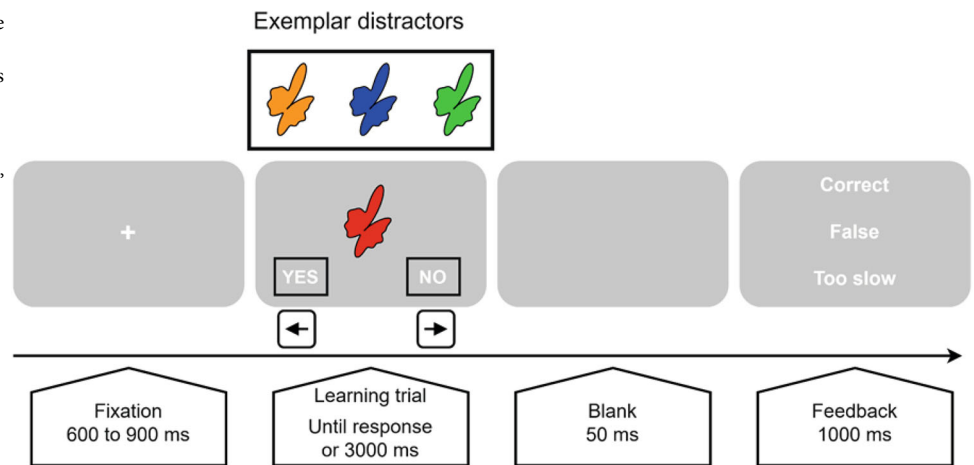 Exemplar distractors
e
s
,
+
YES NO
Correct
False
Too slow
Fixation
600 to 900 ms
Learning trial
Until response
or 3000 ms
Blank
50 ms
Feedback
1000 ms